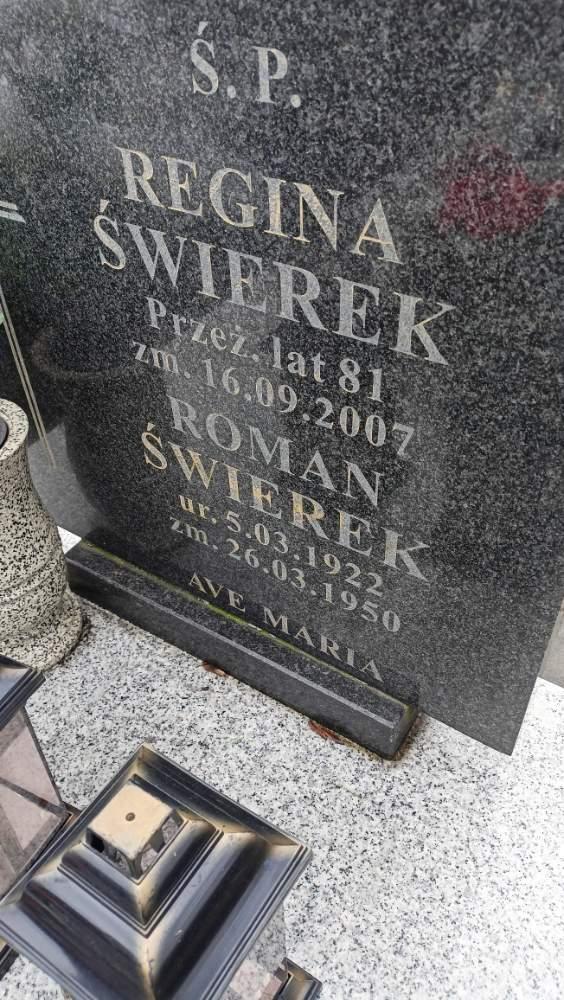 Ś. P.
REGINA
ŚWIEREK
Przeż. lat 81
zm. 16.09.2007
ROMAN
ŚWIEREK
ur. 5.03.1922
zm. 26.03.1950
AVE MARIA